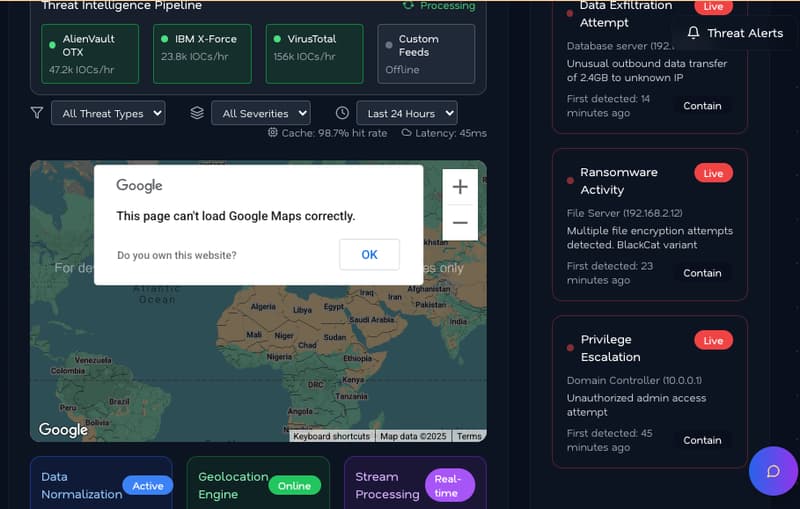 Threat Intelligence Pipeline
Processing
AlienVault
OTX
47.2k IOCs/hr
IBM X-Force
23.8k IOCs/hr
VirusTotal
156k IOCs/hr
Custom
Feeds
Offline
All Threat Types
All Severities
Last 24 Hours
Cache: 98.7% hit rate
Latency: 45ms
Google
This page can't load Google Maps correctly.
Do you own this website?
OK
+
−
For de
es only
Atlantic
Ocean
khstan
Afghanistan
Iraq
Iran
Pakistan
Algeria
Libya
Egypt
Saudi Arabia
India
Mali
Niger
Chad
Sudan
Nigeria
Ethiopia
Venezuela
Colombia
DRC
Kenya
Tanzania
Brazil
Peru
Bolivia
Angola
Google
Keyboard shortcuts
Map data ©2025
Terms
Data
Normalization
Active
Geolocation
Engine
Online
Stream
Processing
Real-
time
Data Exfiltration
Attempt
Live
Threat Alerts
Database server (192.
Unusual outbound data transfer
of 2.4GB to unknown IP
First detected: 14
minutes ago
Contain
Ransomware
Activity
Live
File Server (192.168.2.12)
Multiple file encryption attempts
detected. BlackCat variant
First detected: 23
minutes ago
Contain
Privilege
Escalation
Live
Domain Controller (10.0.0.1)
Unauthorized admin access
attempt
First detected: 45
minutes ago
Contain